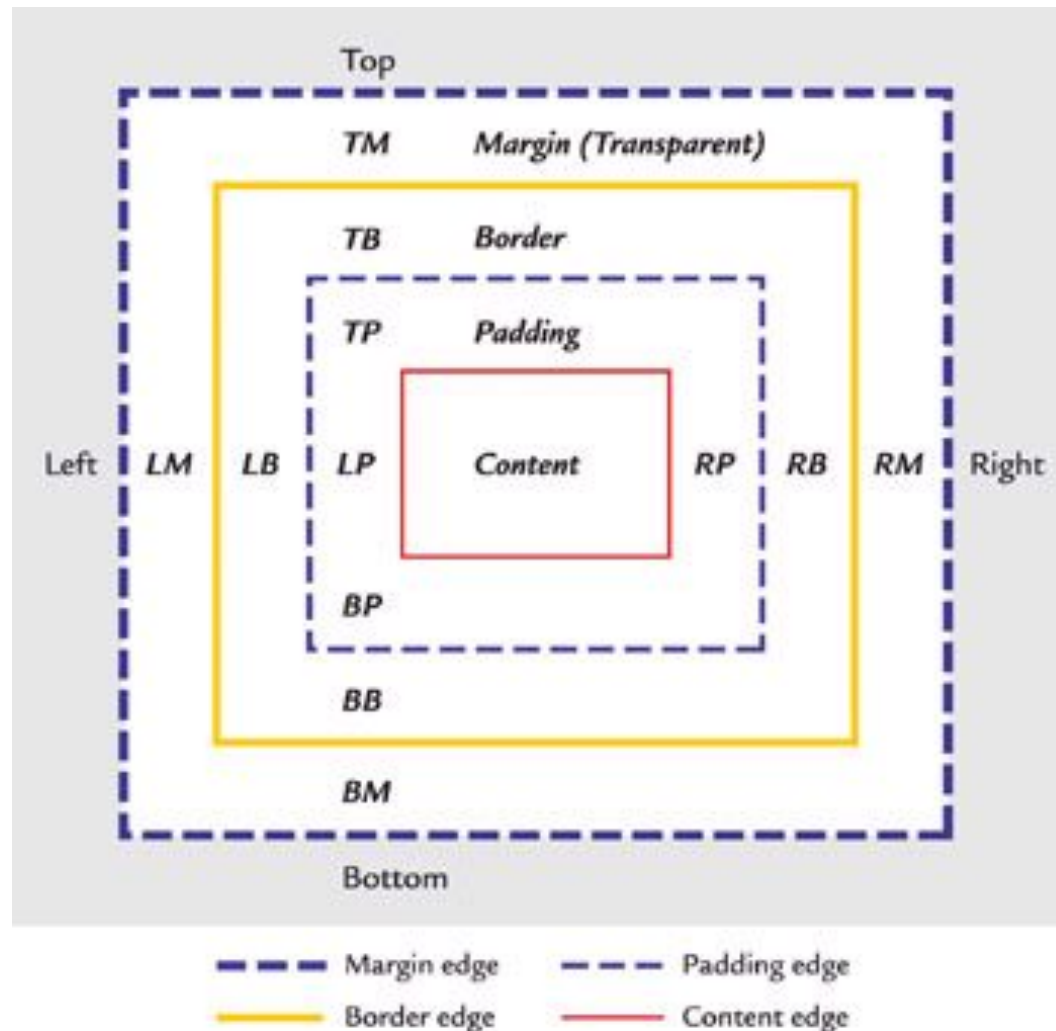 Top
TM Margin (Transparent)
TB Border
TP Padding
Left LM LB LP Content RP RB RM Right
BP
BB
BM
Bottom
Margin edge Padding edge
Border edge Content edge